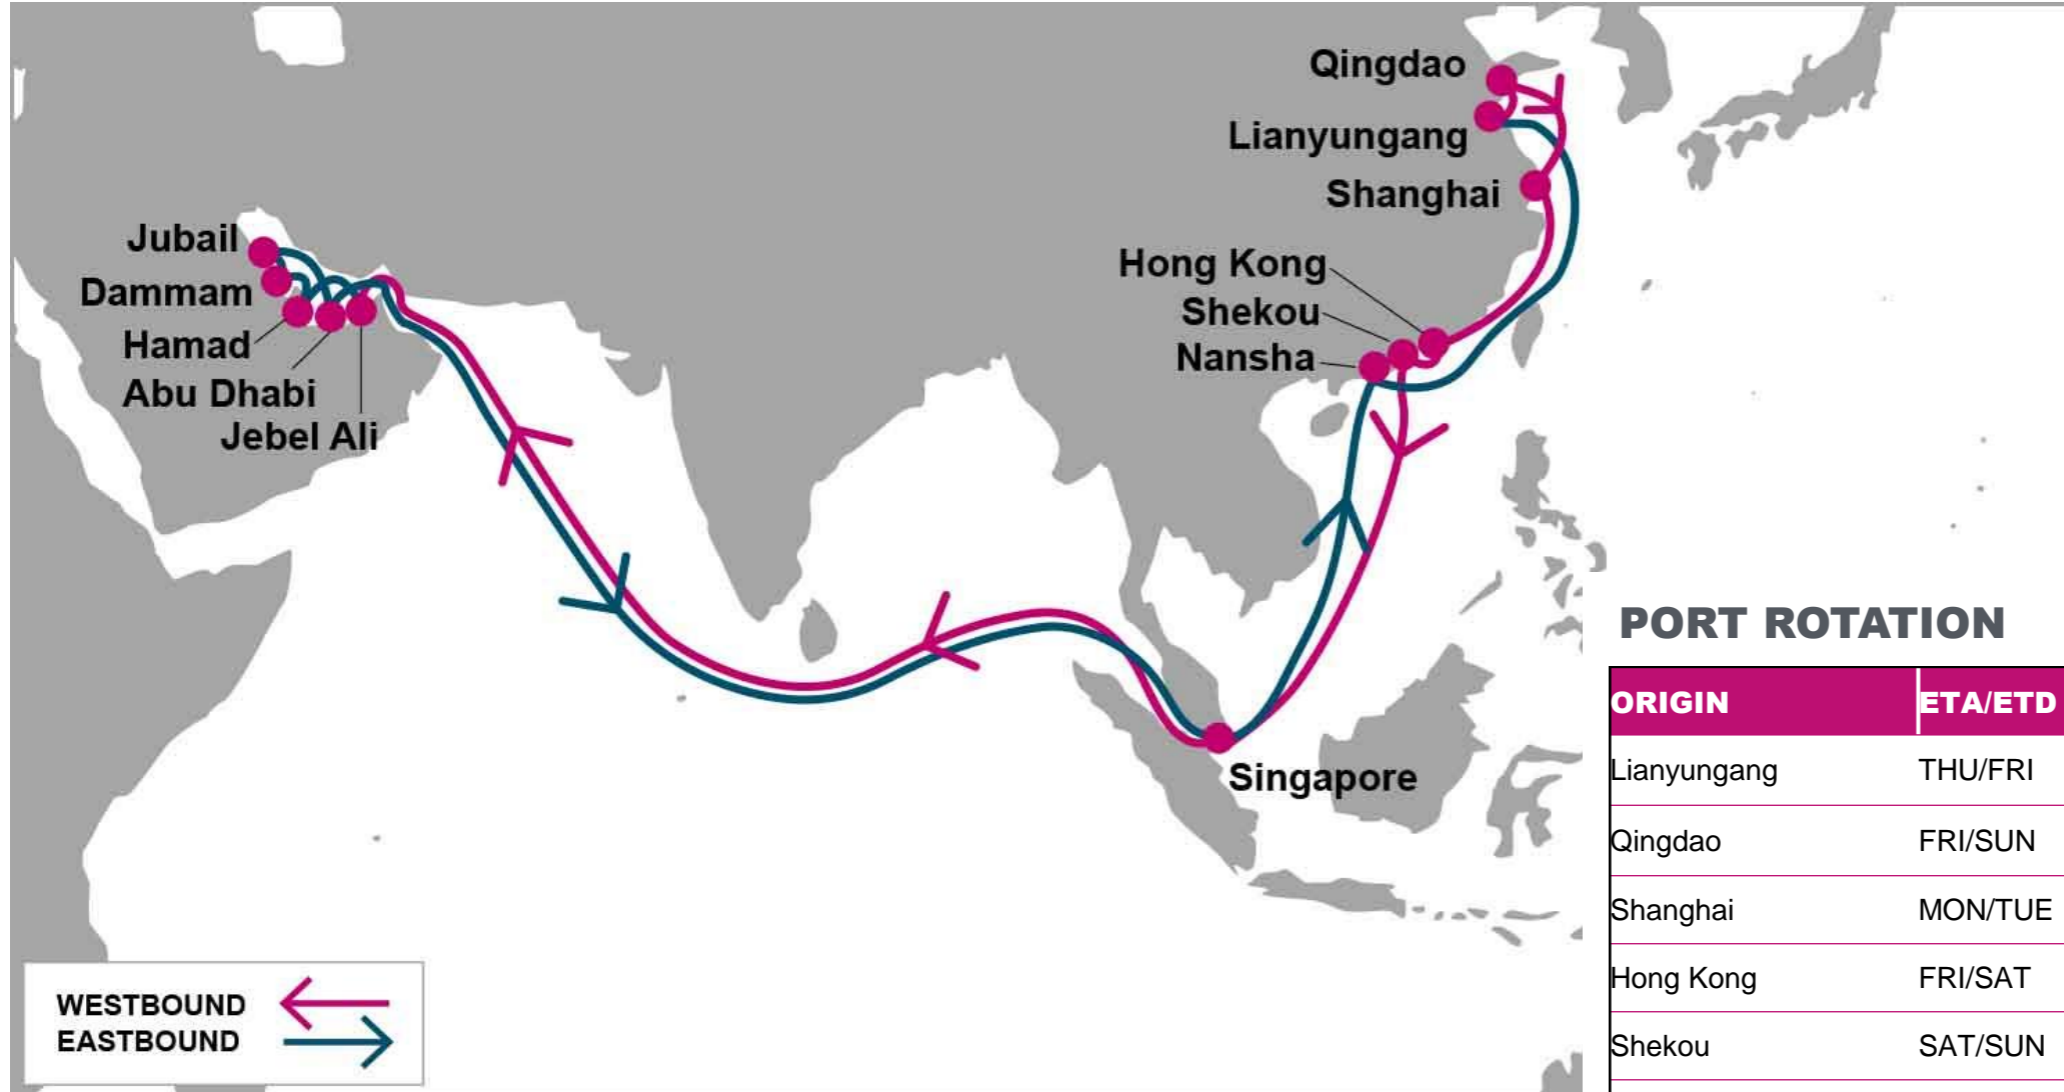 Qingdao
Lianyungang
Shanghai
Jubail
Hong Kong
Dammam
Shekou
Hamad
Nansha
Abu Dhabi
Jebel Ali
Singapore
WESTBOUND
EASTBOUND
PORT ROTATION
ORIGIN ETA/ETD
Lianyungang THU/FRI
Qingdao FRI/SUN
Shanghai MON/TUE
Hong Kong FRI/SAT
Shekou SAT/SUN